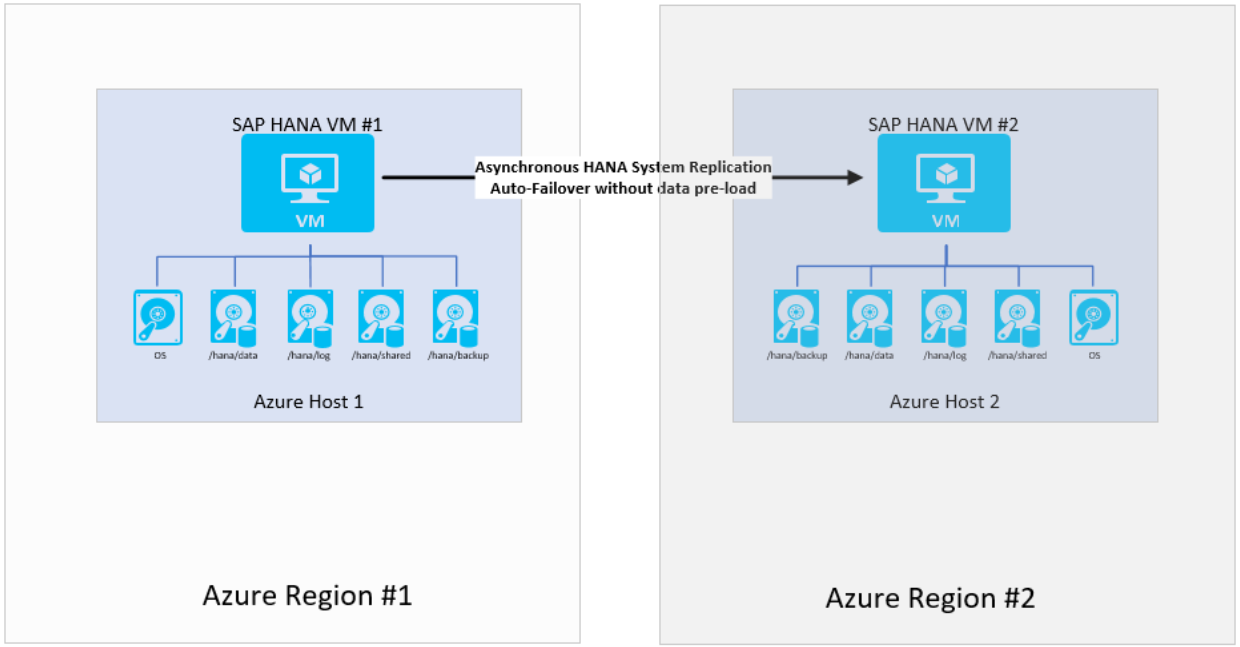 SAP HANA VM #1
VM
OS
/hana/data
/hana/log
/hana/shared
/hana/backup
Azure Host 1
Azure Region #1
Asynchronous HANA System Replication
Auto-Failover without data pre-load
SAP HANA VM #2
VM
/hana/backup
/hana/data
/hana/log
/hana/shared
OS
Azure Host 2
Azure Region #2